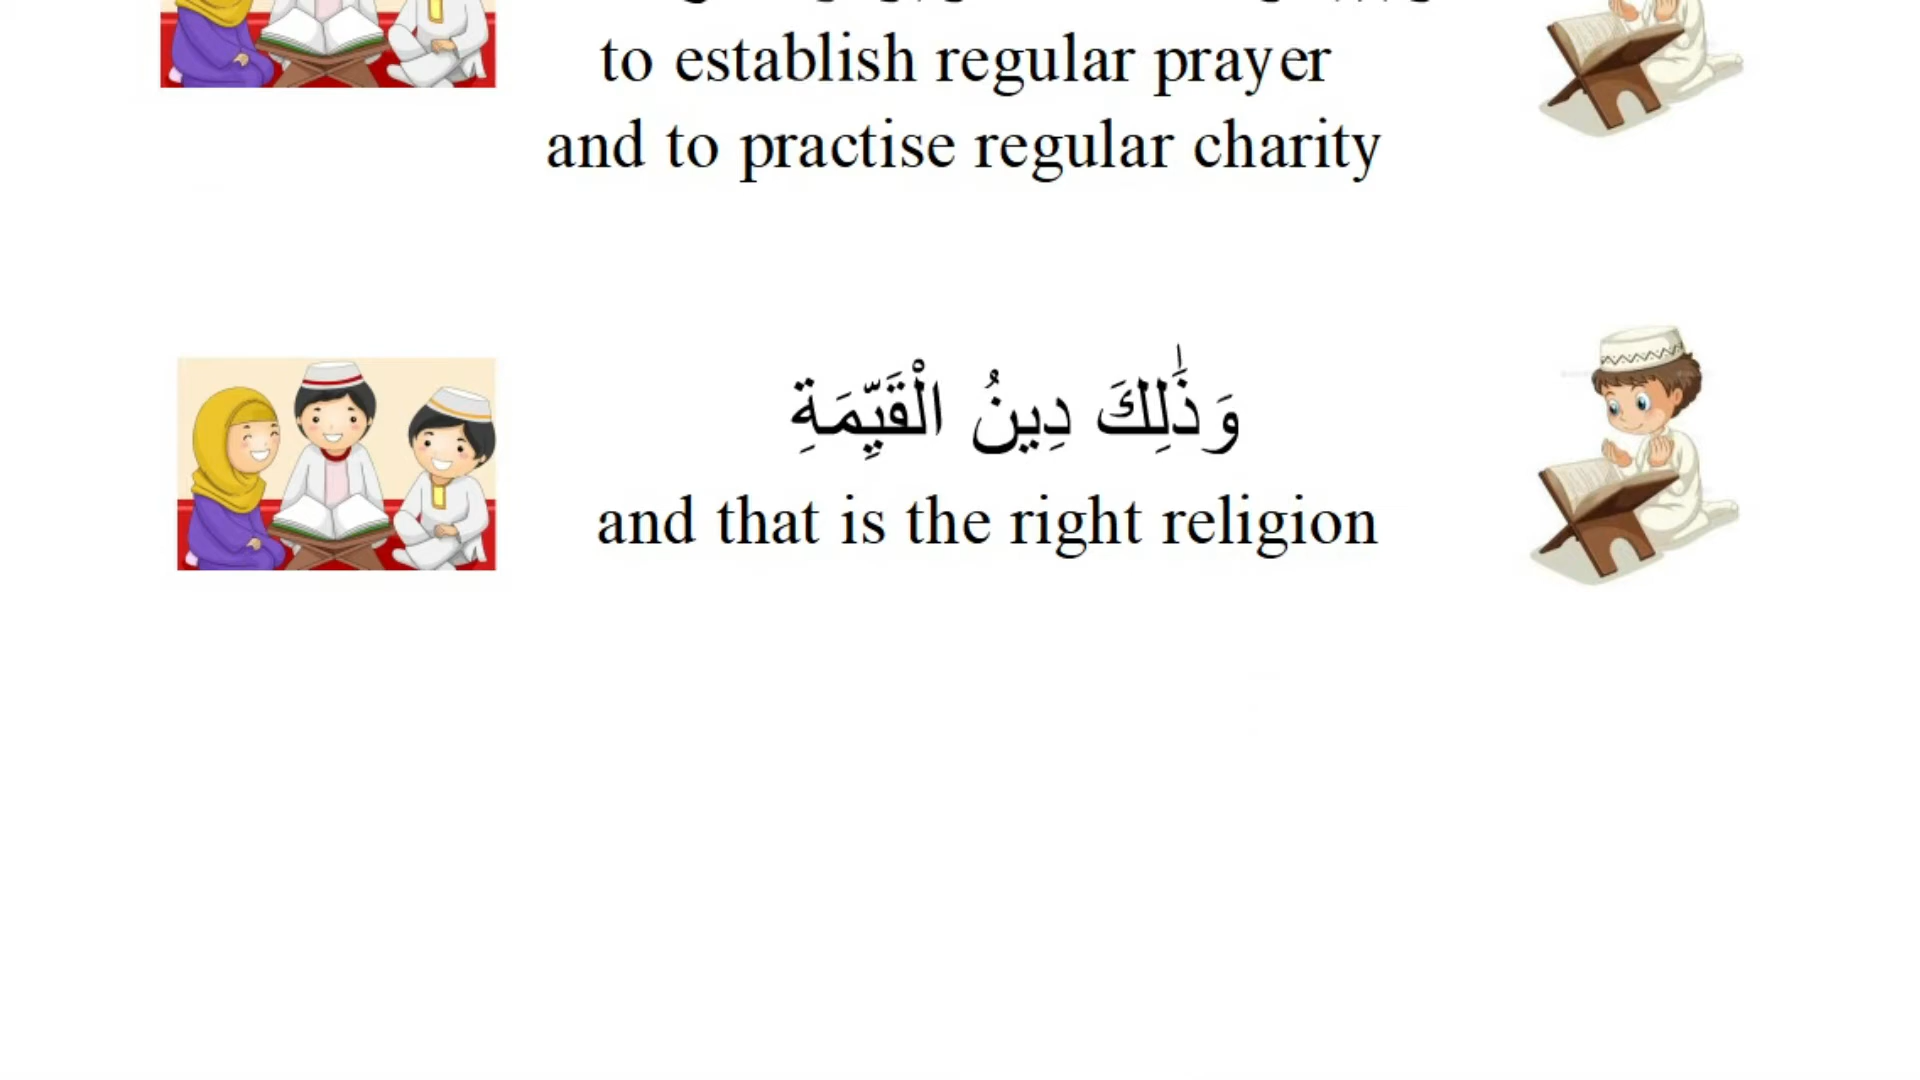 to establish regular prayer
and to practise regular charity
وَذَٰلِكَ دِينُ الْقَيِّمَةِ
and that is the right religion